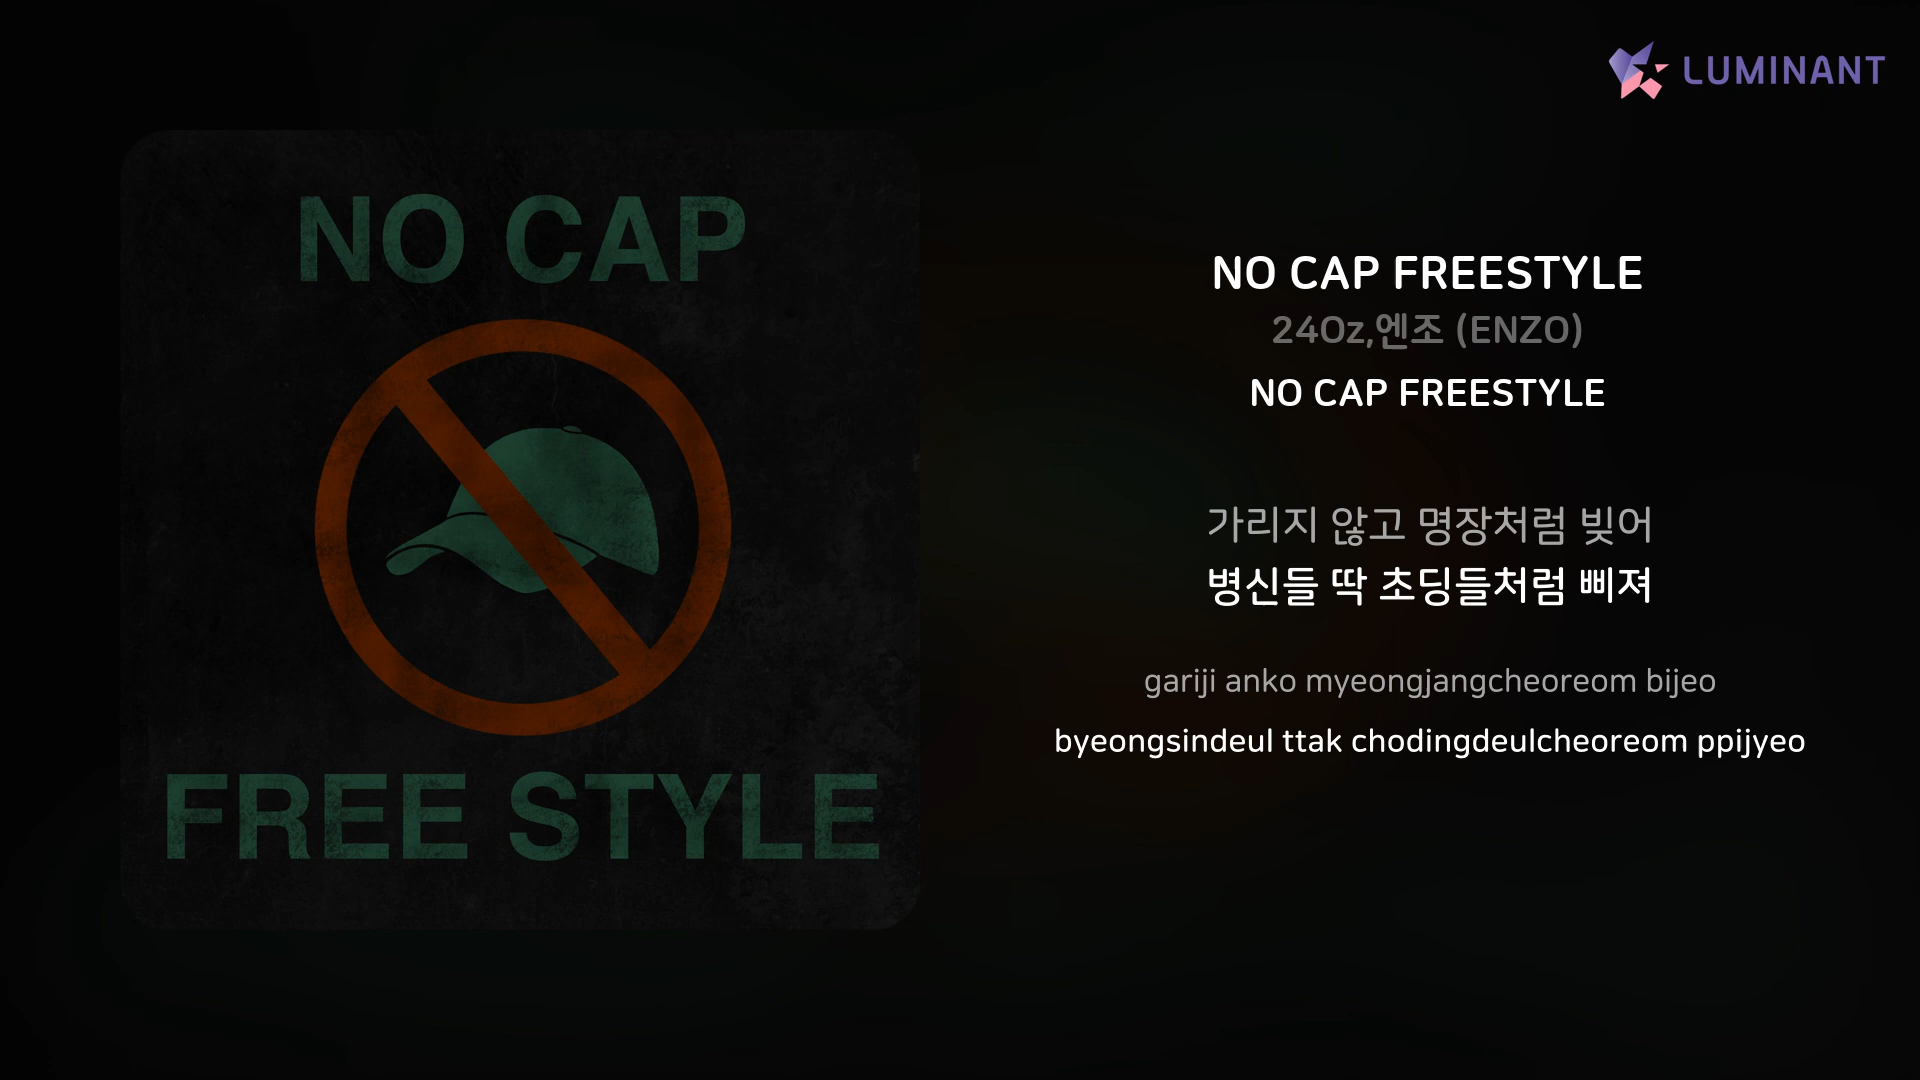 LUMINANT
NO CAP
FREE STYLE
NO CAP FREESTYLE
24Oz,엔조 (ENZO)
NO CAP FREESTYLE
가리지 않고 명장처럼 빚어
병신들 딱 초딩들처럼 삐져
gariji anko myeongjangcheoreom bijeo
byeongsindeul ttak chodingdeulcheoreom ppijyeo